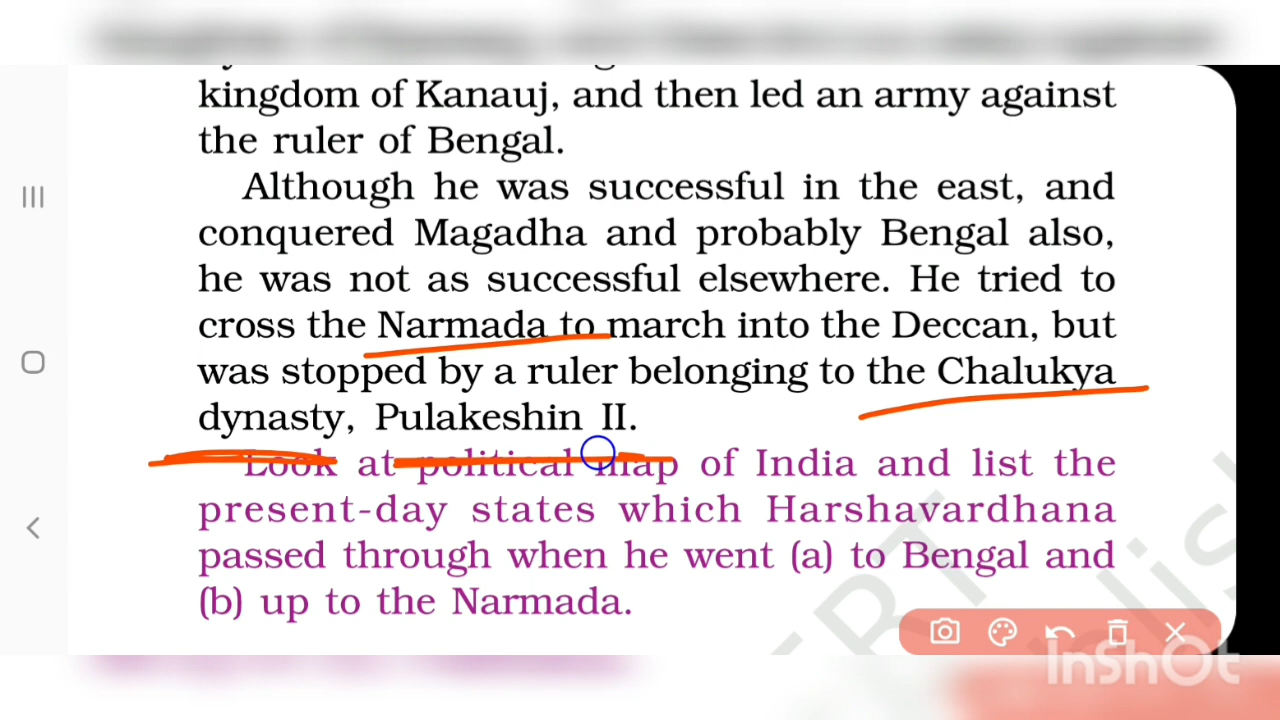 kingdom of Kanauj, and then led an army against
the ruler of Bengal.
Although he was successful in the east, and
conquered Magadha and probably Bengal also,
he was not as successful elsewhere. He tried to
cross the Narmada to march into the Deccan, but
was stopped by a ruler belonging to the Chalukya
dynasty, Pulakeshin II.
Look at political map of India and list the
present-day states which Harshavardhana
passed through when he went (a) to Bengal and
(b) up to the Narmada.
InShOt